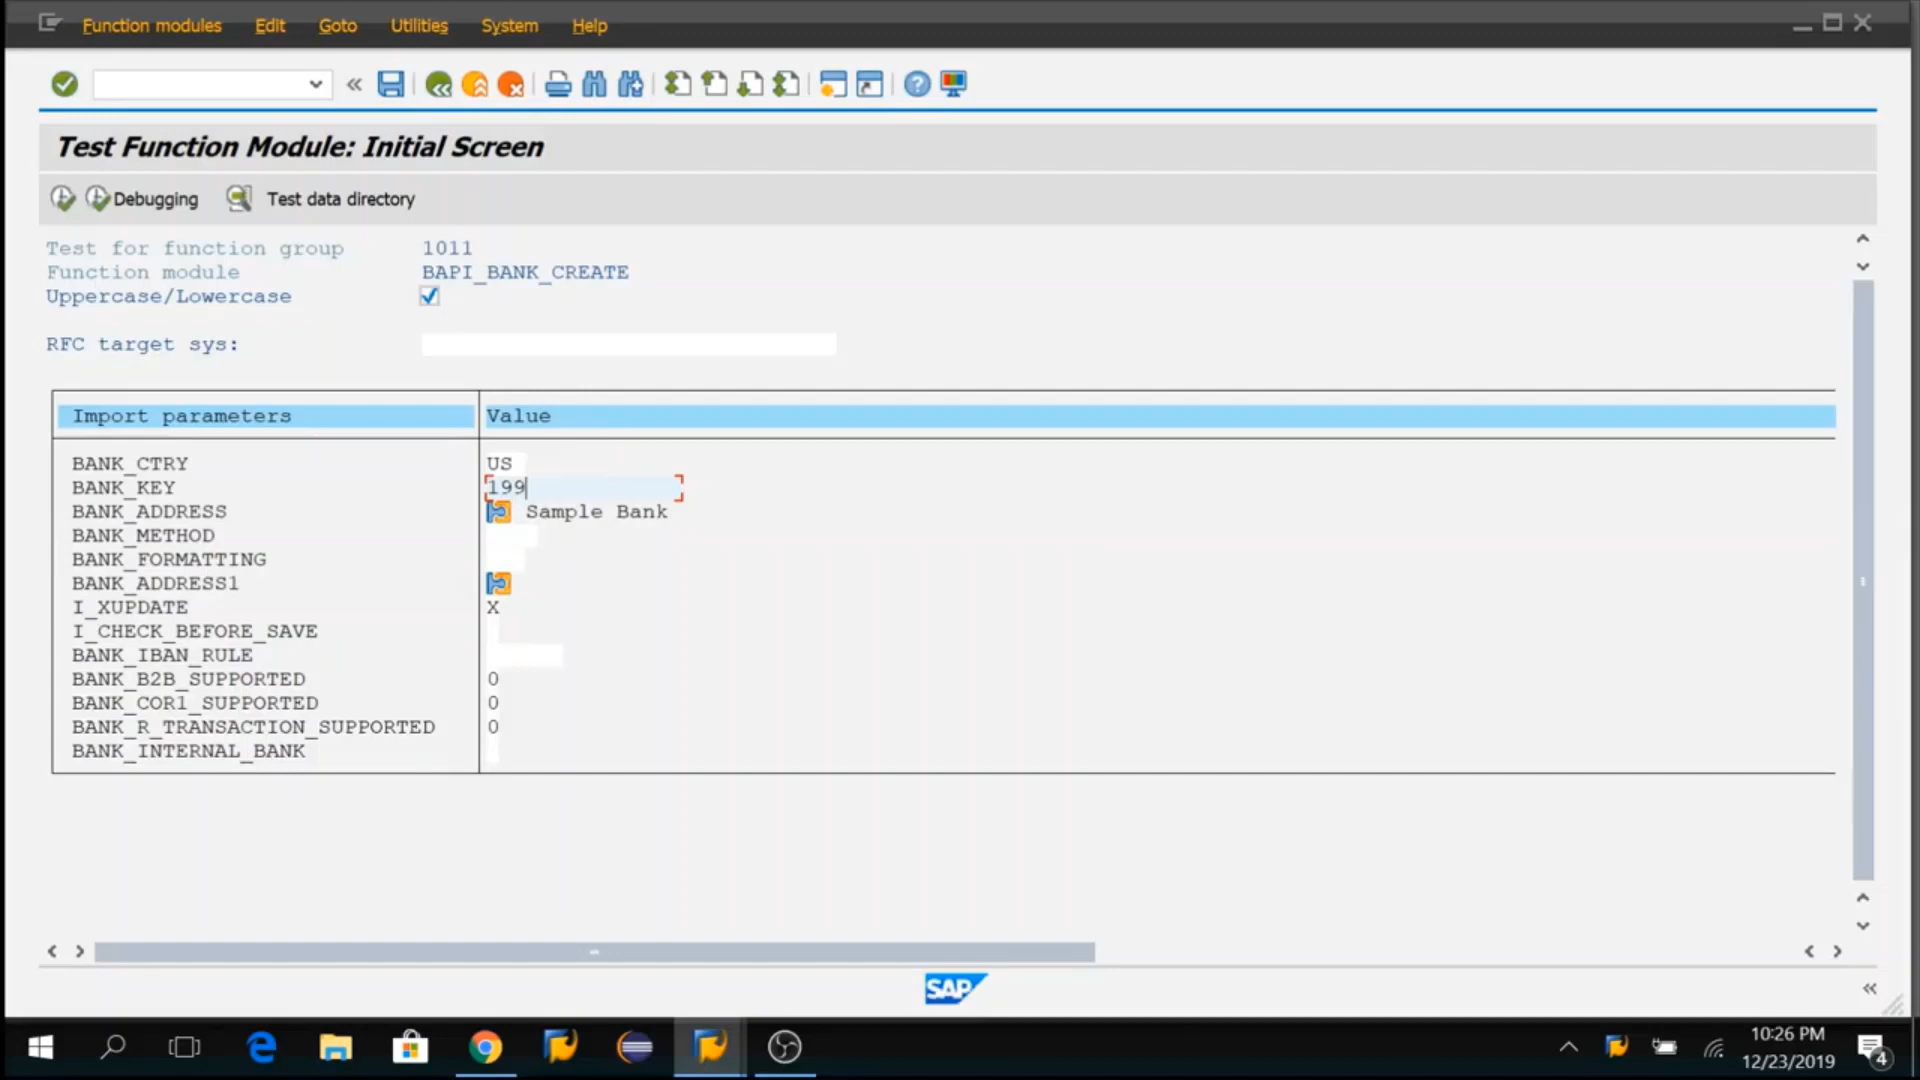 Function modules Edit Goto Utilities System Help
Test Function Module: Initial Screen
Debugging Test data directory
Test for function group 1011
Function module BAPI_BANK_CREATE
Uppercase/Lowercase
RFC target sys:
Import parameters Value
BANK_CTRY US
BANK_KEY 199
BANK_ADDRESS Sample Bank
BANK_METHOD
BANK_FORMATTING
BANK_ADDRESS1
I_XUPDATE X
I_CHECK_BEFORE_SAVE
BANK_IBAN_RULE
BANK_B2B_SUPPORTED 0
BANK_COR1_SUPPORTED 0
BANK_R_TRANSACTION_SUPPORTED 0
BANK_INTERNAL_BANK
SAP
10:26 PM
12/23/2019
4